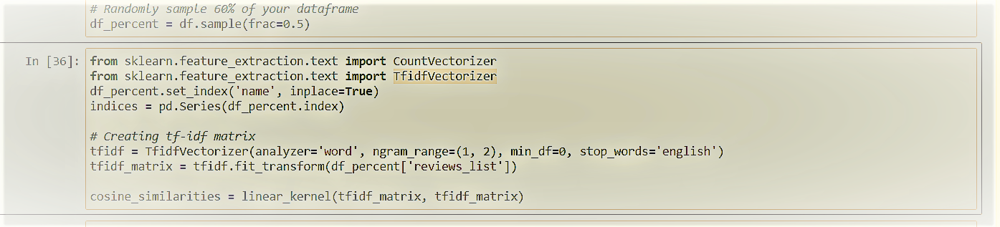 # Randomly sample 60% of your dataframe
df_percent = df.sample(frac=0.5)
In [36]:
from sklearn.feature_extraction.text import CountVectorizer
from sklearn.feature_extraction.text import TfidfVectorizer
df_percent.set_index('name', inplace=True)
indices = pd.Series(df_percent.index)
# Creating tf-idf matrix
tfidf = TfidfVectorizer(analyzer='word', ngram_range=(1, 2), min_df=0, stop_words='english')
tfidf_matrix = tfidf.fit_transform(df_percent['reviews_list'])
cosine_similarities = linear_kernel(tfidf_matrix, tfidf_matrix)